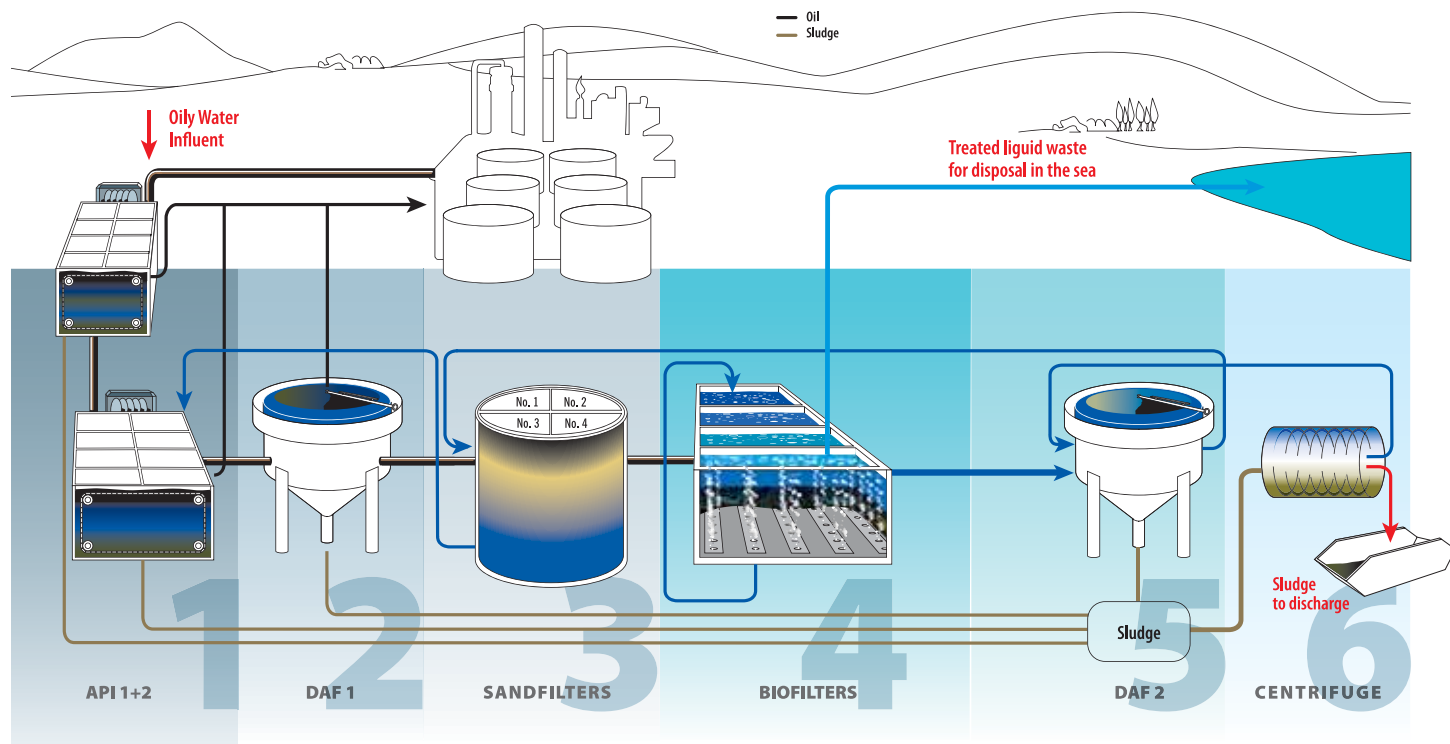 Oil
Sludge
Oily Water
Influent
Treated liguid waste
for disposal in the sea
No. 1
No. 2
No. 3
No. 4
Sludge
to discharge
Sludge
1
2
3
4
5
6
API 1+2
DAF 1
SANDFILTERS
BIOFILTERS
DAF 2
CENTRIFUGE